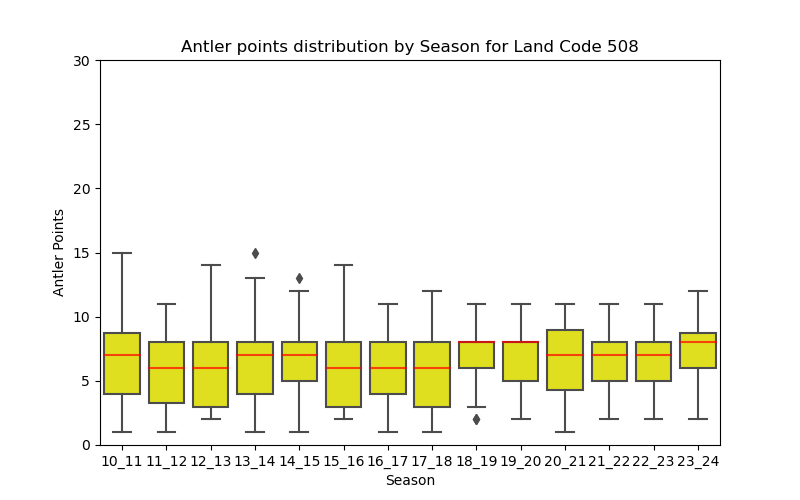 Antler points distribution by Season for Land Code 508
30
25
20
15
10
5
0
Antler Points
10_11 11_12 12_13 13_14 14_15 15_16 16_17 17_18 18_19 19_20 20_21 21_22 22_23 23_24
Season